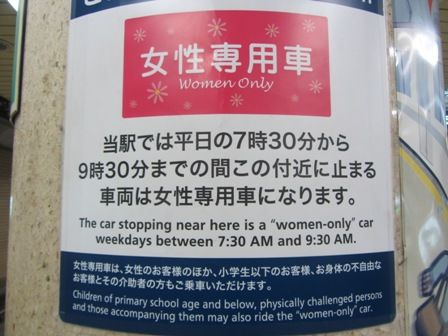 女性専用車
Women Only
当駅では平日の7時30分から
9時30分までの間この付近に止まる
車両は女性専用車になります。
The car stopping near here is a "women-only" car
weekdays between 7:30 AM and 9:30 AM.
女性専用車は、女性のお客様のほか、小学生以下のお客様、お身体の不自由な
お客様とその介助者の方もご乗車いただけます。
Children of primary school age and below, physically challenged persons
and those accompanying them may also ride the "women-only" car.